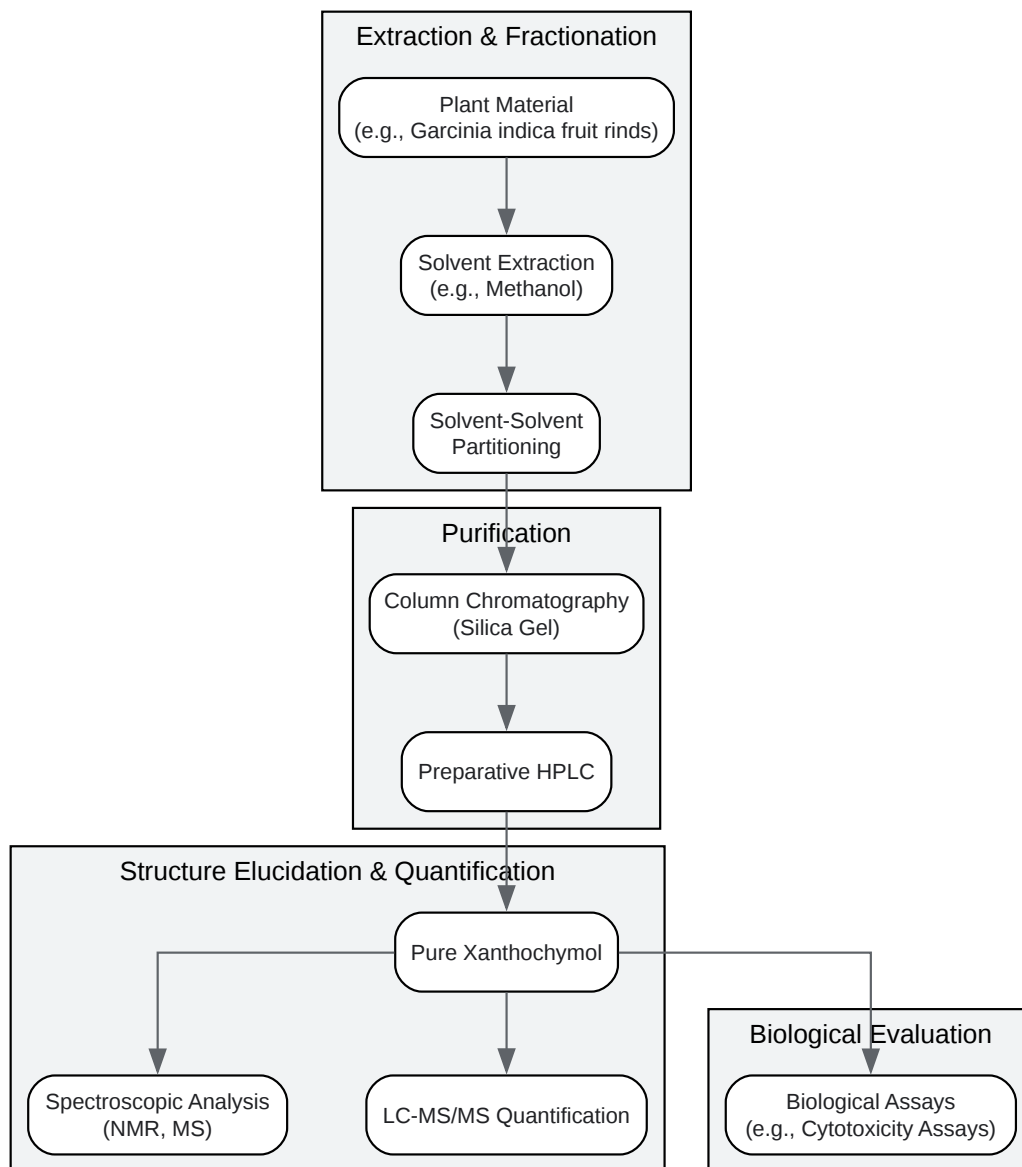 Extraction & Fractionation
Plant Material
(e.g., Garcinia indica fruit rinds)
Solvent Extraction
(e.g., Methanol)
Solvent-Solvent
Partitioning
Purification
Column Chromatography
(Silica Gel)
Preparative HPLC
Structure Elucidation & Quantification
Pure Xanthochymol
Biological Evaluation
Spectroscopic Analysis
(NMR, MS)
LC-MS/MS Quantification
Biological Assays
(e.g., Cytotoxicity Assays)